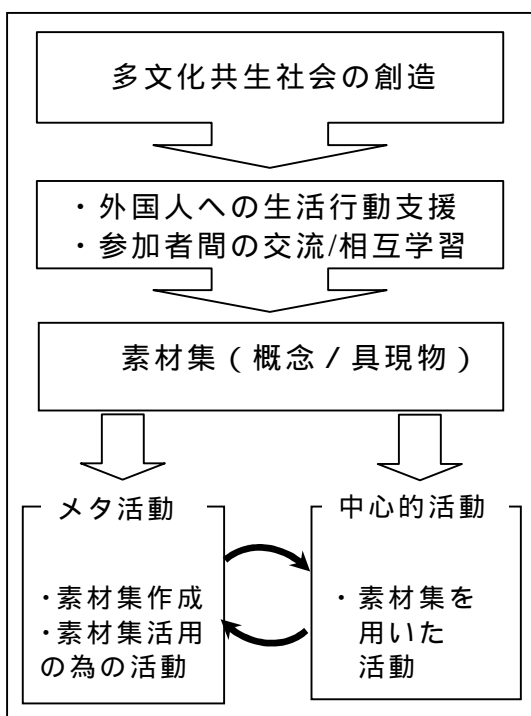 多文化共生社会の創造
・外国人への生活行動支援
・参加者間の交流/相互学習
素材集(概念/具現物)
メタ活動
・素材集作成
・素材集活用
の為の活動
中心的活動
・素材集を
用いた
活動